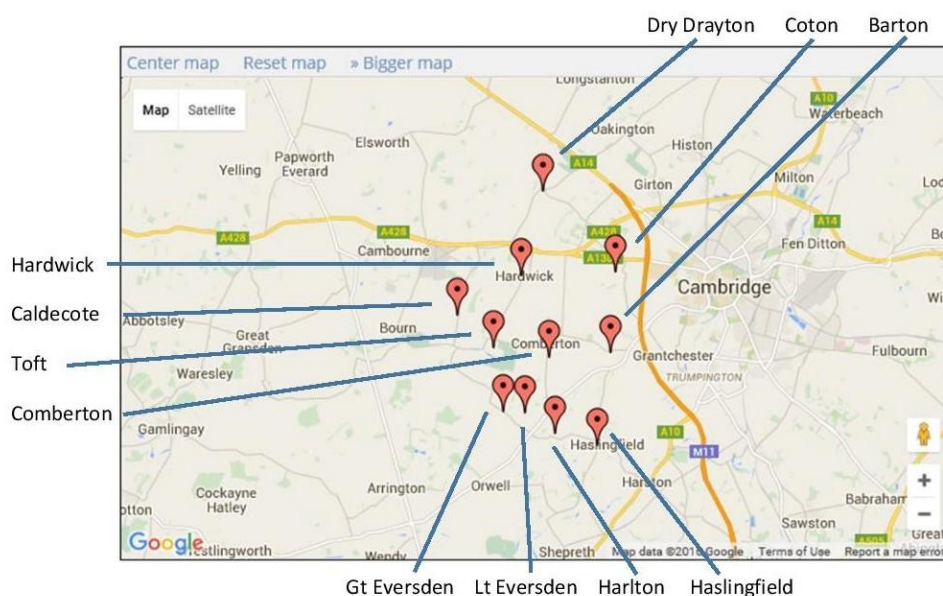 Dry Drayton Coton Barton
Center map Reset map » Bigger map
Longstanton
Map Satellite
A10
Waterbeach
Oakington
Elsworth
Histon
Papworth
Everard
A14
Yelling
Girton
Milton
A14
A428
A428
A428
Fen Ditton
Cambourne
Hardwick
Hardwick
Cambridge
Caldecote
Abbotsley
Bourn
Great
Gransden
Comberton
Fulbourn
Toft
Grantchester
Waresley
TRUMPINGTON
Comberton
Gamlingay
A10
Haslingfield
M11
Orwell
Harston
Arrington
Cockayne
Hatley
Babraham
Sawston
Google
Wendy
Shepreth
Map data ©2016 Google Terms of Use Report a map error
Gt Eversden Lt Eversden Harlton Haslingfield